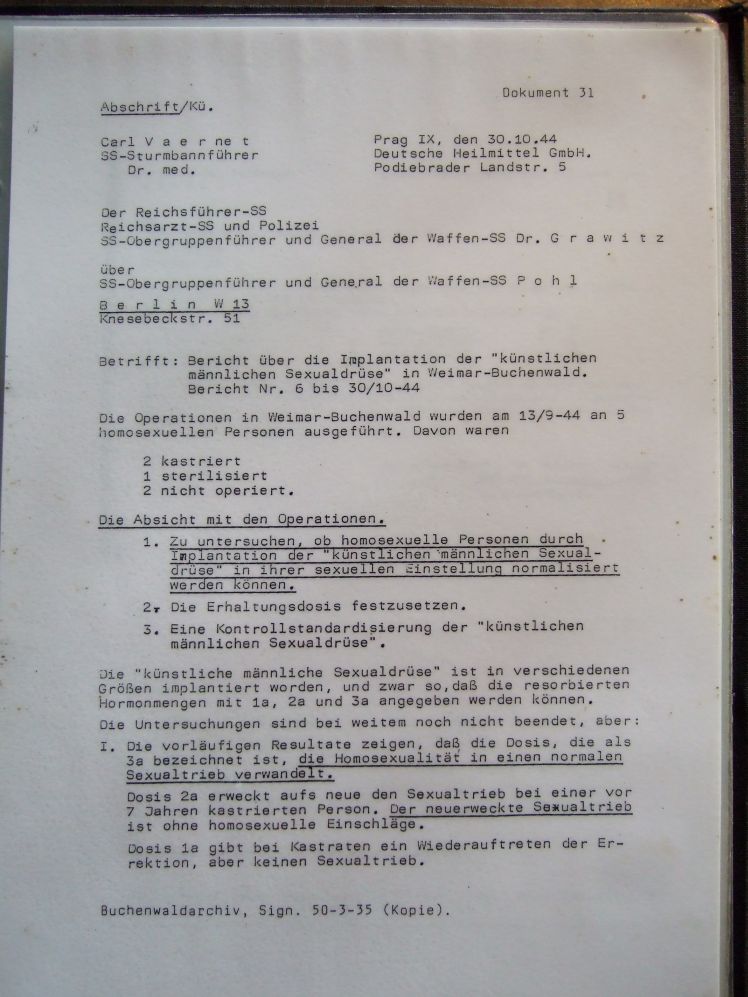 Dokument 31
Abschrift/Kü.
Carl V a e r n e t
SS-Sturmbannführer
Dr. med.
Prag IX, den 30.10.44
Deutsche Heilmittel GmbH.
Podiebrader Landstr. 5
Der Reichsführer-SS
Reichsarzt-SS und Polizei
SS-Obergruppenführer und General der Waffen-SS Dr. G r a w i t z
über
SS-Obergruppenführer und General der Waffen-SS P o h l
B e r l i n  W 13
Knesebeckstr. 51
Betrifft: Bericht über die Implantation der "künstlichen
männlichen Sexualdrüse" in Weimar-Buchenwald.
Bericht Nr. 6 bis 30/10-44
Die Operationen in Weimar-Buchenwald wurden am 13/9-44 an 5
homosexuellen Personen ausgeführt. Davon waren
2 kastriert
1 sterilisiert
2 nicht operiert.
Die Absicht mit den Operationen.
1. Zu untersuchen, ob homosexuelle Personen durch
Implantation der "künstlichen männlichen Sexual-
drüse" in ihrer sexuellen Einstellung normalisiert
werden können.
2. Die Erhaltungsdosis festzusetzen.
3. Eine Kontrollstandardisierung der "künstlichen
männlichen Sexualdrüse".
Die "künstliche männliche Sexualdrüse" ist in verschiedenen
Größen implantiert worden, und zwar so,daß die resorbierten
Hormonmengen mit 1a, 2a und 3a angegeben werden können.
Die Untersuchungen sind bei weitem noch nicht beendet, aber:
I. Die vorläufigen Resultate zeigen, daß die Dosis, die als
3a bezeichnet ist, die Homosexualität in einen normalen
Sexualtrieb verwandelt.
Dosis 2a erweckt aufs neue den Sexualtrieb bei einer vor
7 Jahren kastrierten Person. Der neuerweckte Sexualtrieb
ist ohne homosexuelle Einschläge.
Dosis 1a gibt bei Kastraten ein Wiederauftreten der Er-
rektion, aber keinen Sexualtrieb.
Buchenwaldarchiv, Sign. 50-3-35 (Kopie).